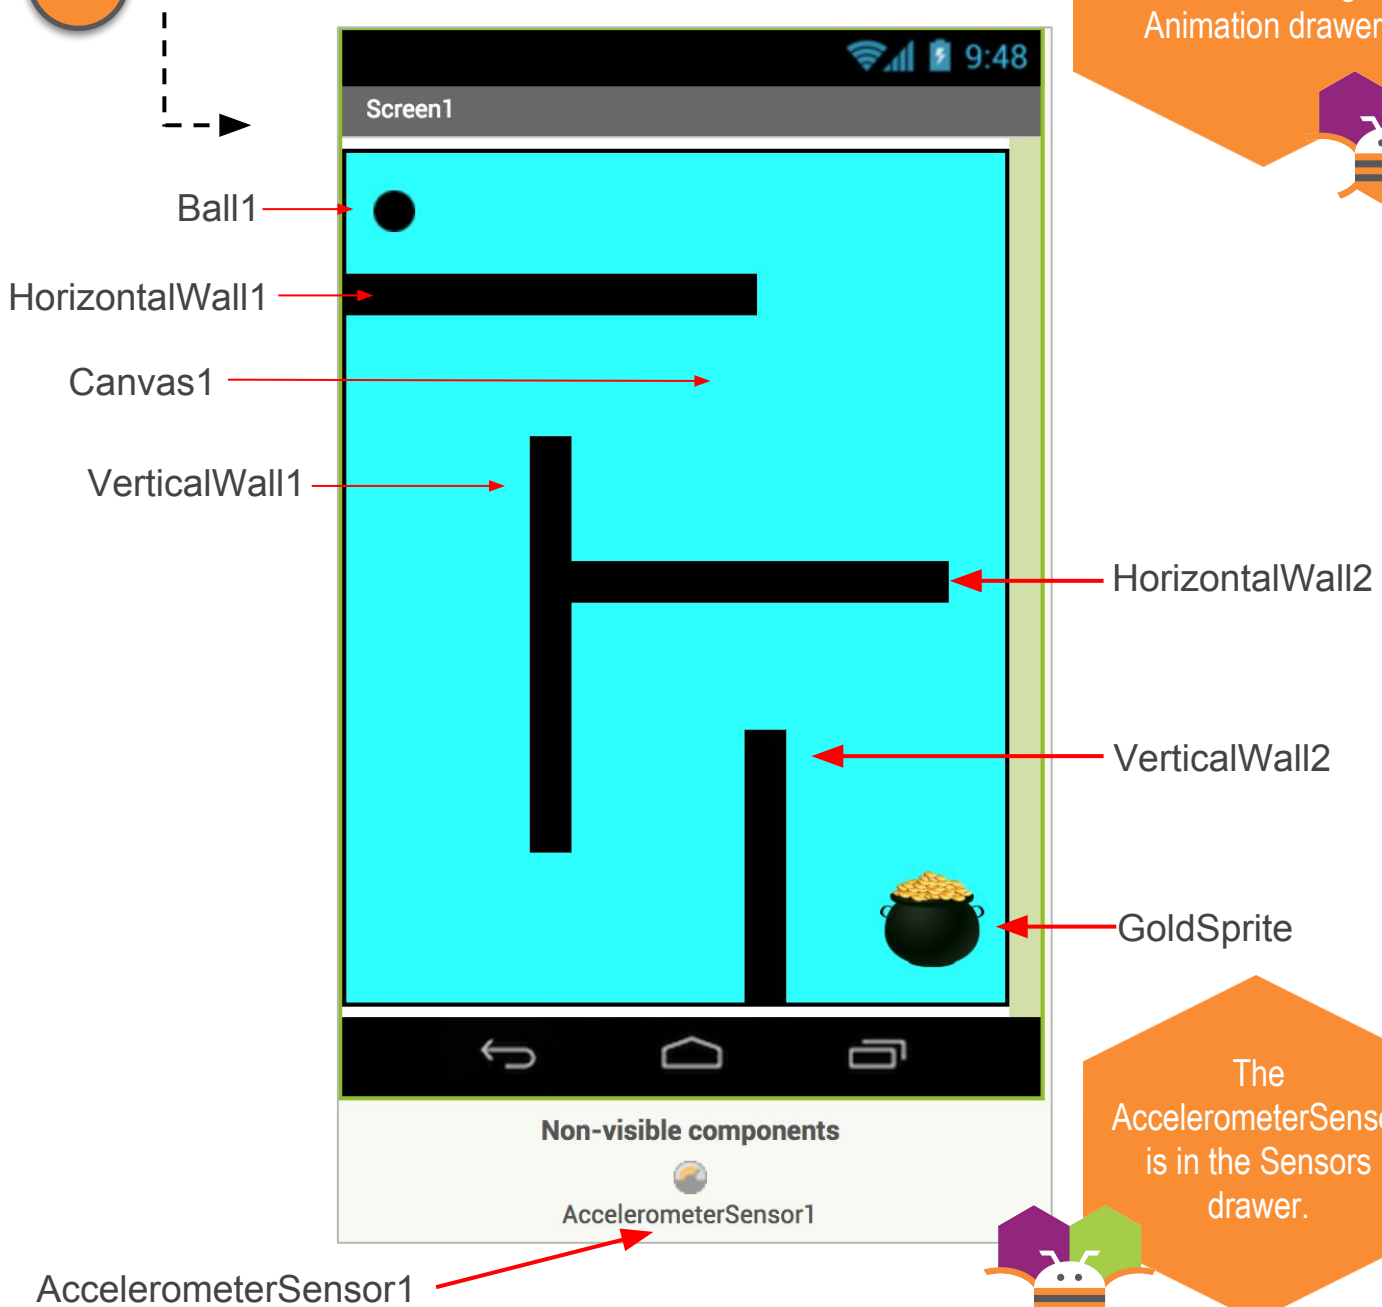 Animation drawer
9:48
Screen1
Ball1
HorizontalWall1
Canvas1
VerticalWall1
HorizontalWall2
VerticalWall2
GoldSprite
The
is in the Sensors
drawer.
Non-visible components
AccelerometerSensor1
AccelerometerSensor1